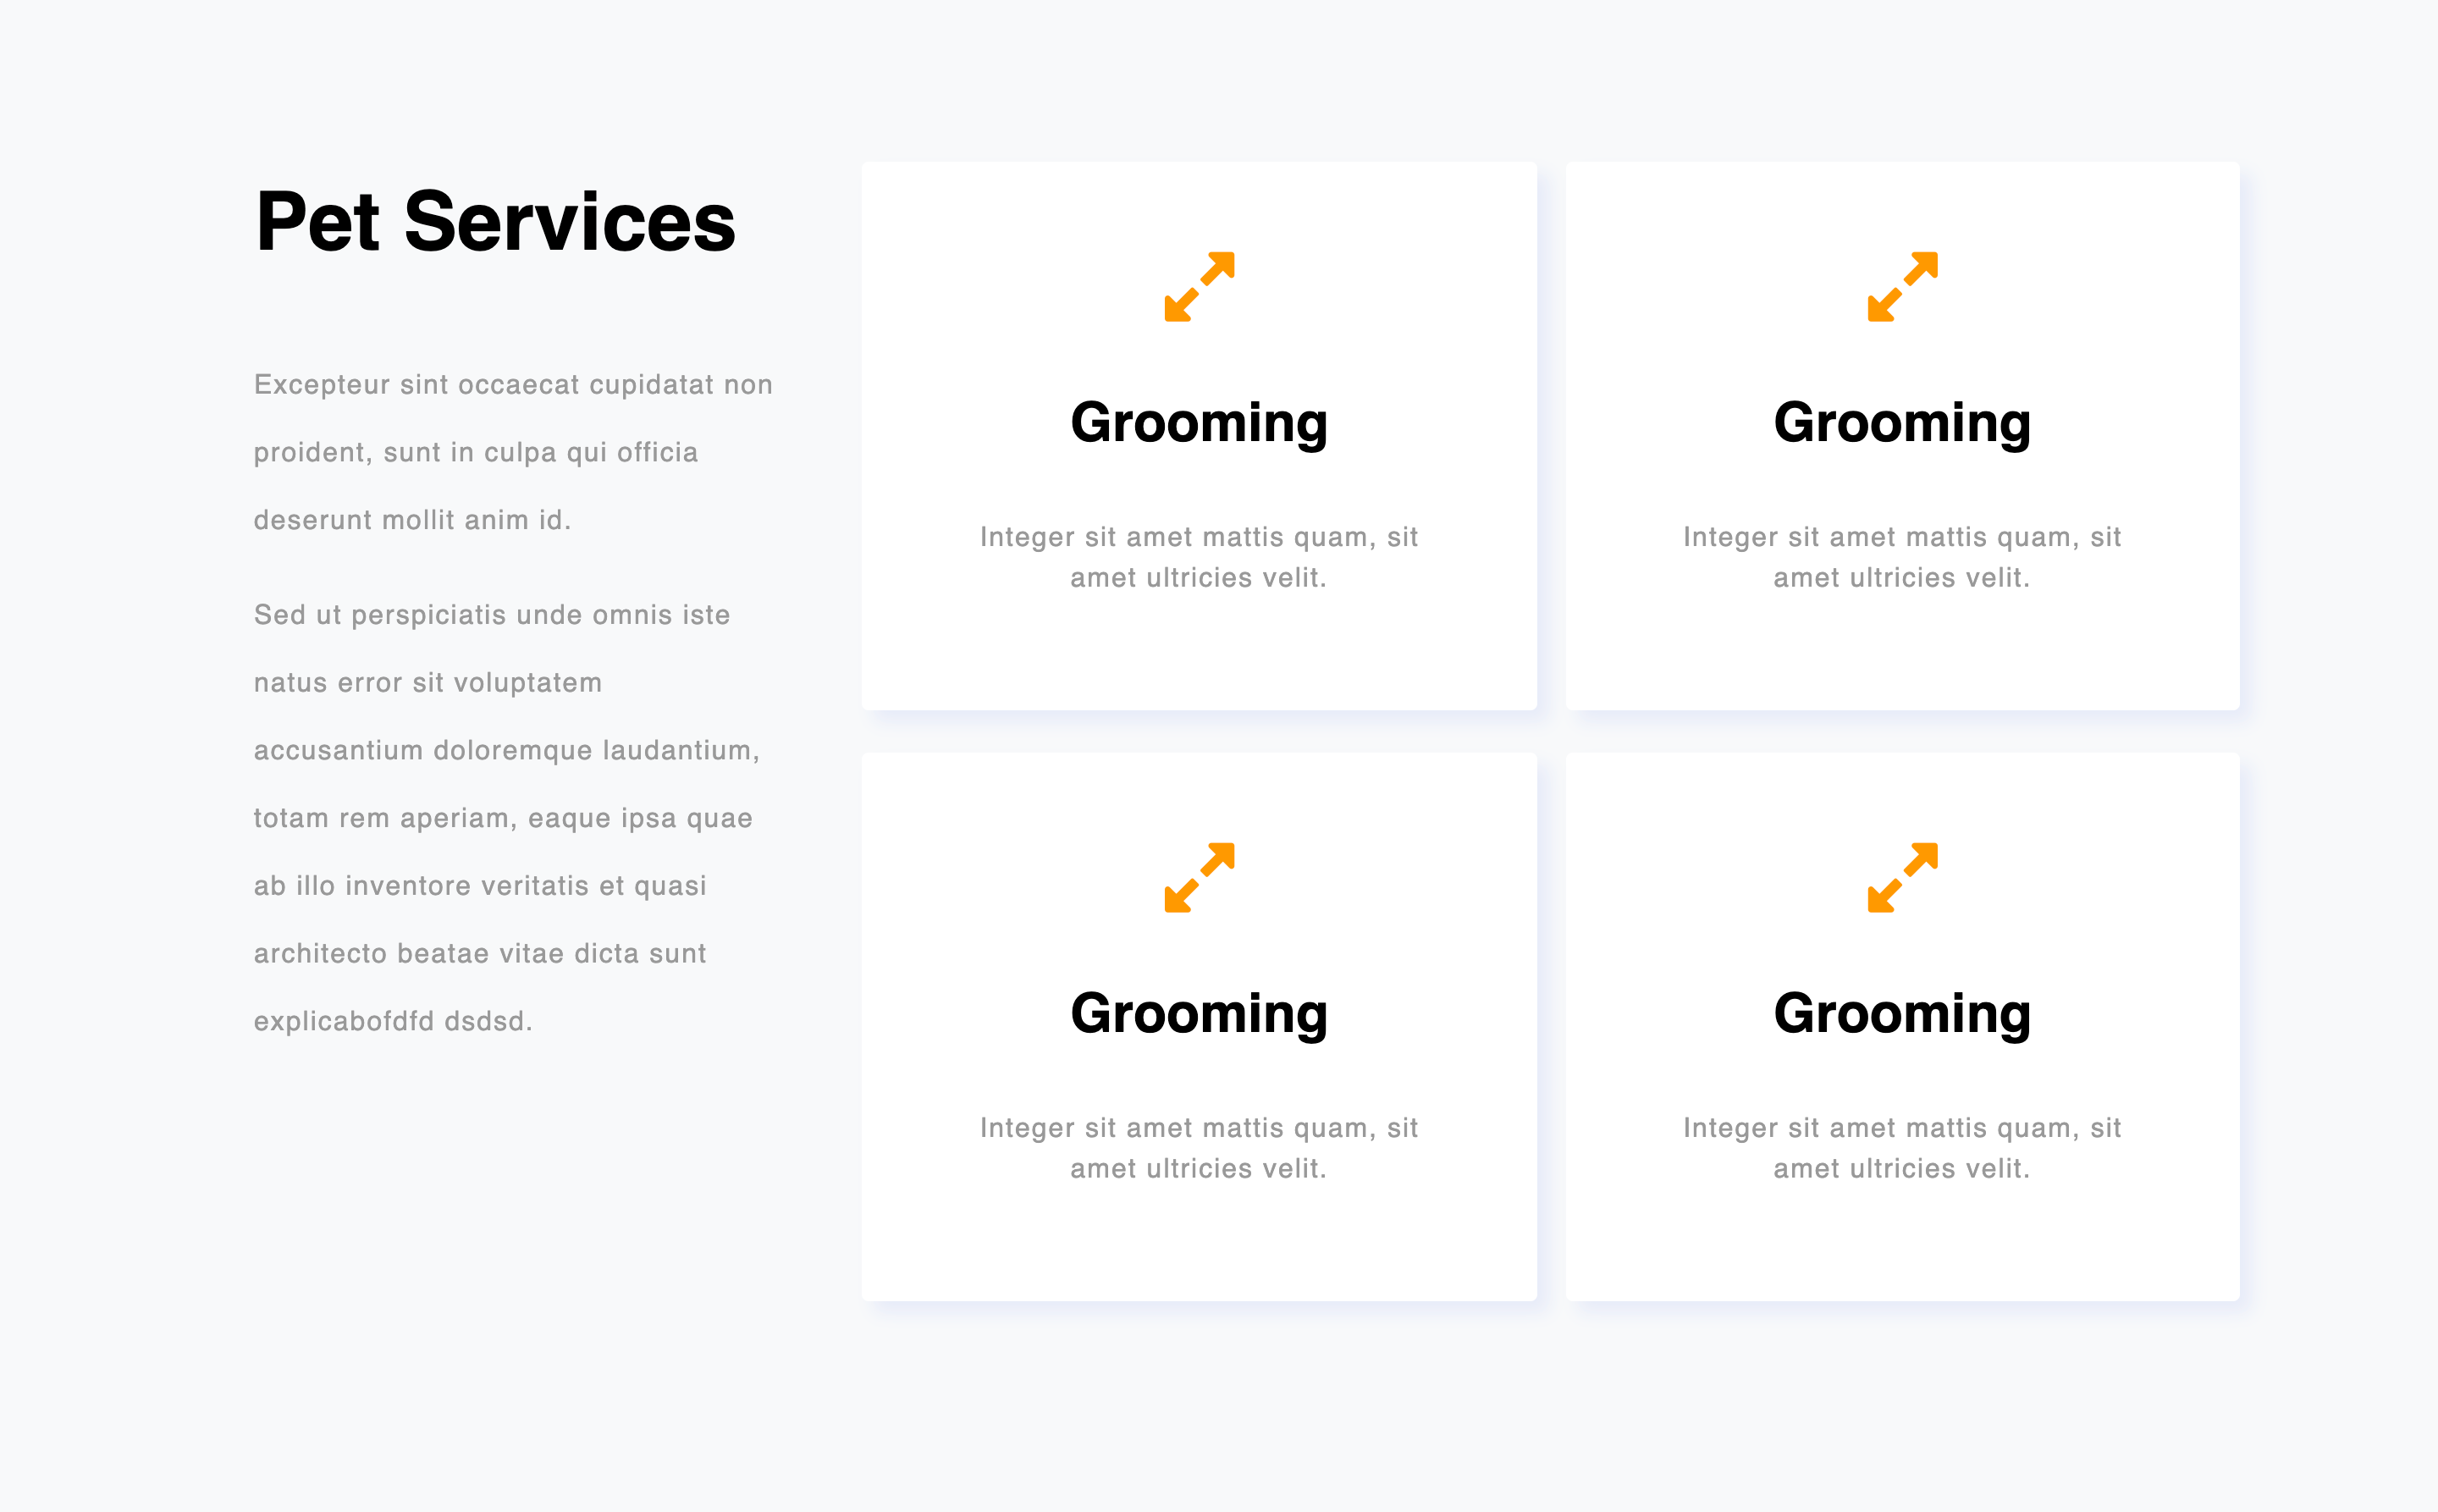 Pet Services
Excepteur sint occaecat cupidatat non
proident, sunt in culpa qui officia
deserunt mollit anim id.
Sed ut perspiciatis unde omnis iste
natus error sit voluptatem
accusantium doloremque laudantium,
totam rem aperiam, eaque ipsa quae
ab illo inventore veritatis et quasi
architecto beatae vitae dicta sunt
explicabofdfd dsdsd.
Grooming
Integer sit amet mattis quam, sit
amet ultricies velit.
Grooming
Integer sit amet mattis quam, sit
amet ultricies velit.
Grooming
Integer sit amet mattis quam, sit
amet ultricies velit.
Grooming
Integer sit amet mattis quam, sit
amet ultricies velit.